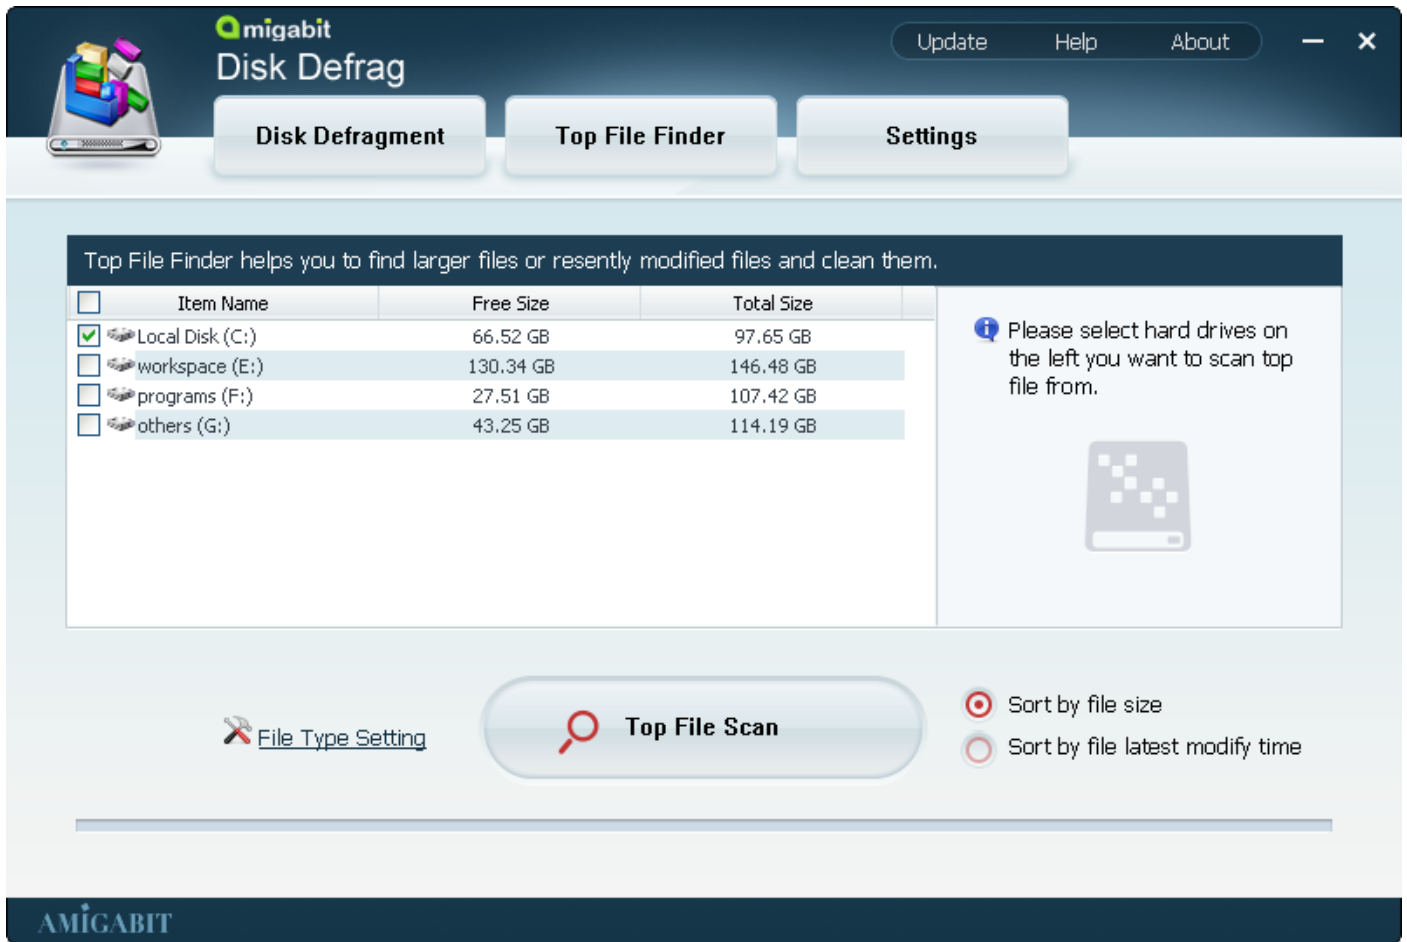 amigabit
Disk Defrag
Update Help About
Disk Defragment Top File Finder Settings
Top File Finder helps you to find larger files or resently modified files and clean them.
Item Name Free Size Total Size
Local Disk (C:) 66.52 GB 97.65 GB
workspace (E:) 130.34 GB 146.48 GB
programs (F:) 27.51 GB 107.42 GB
others (G:) 43.25 GB 114.19 GB
Please select hard drives on
the left you want to scan top
file from.
File Type Setting
Top File Scan
Sort by file size
Sort by file latest modify time
AMIGABIT